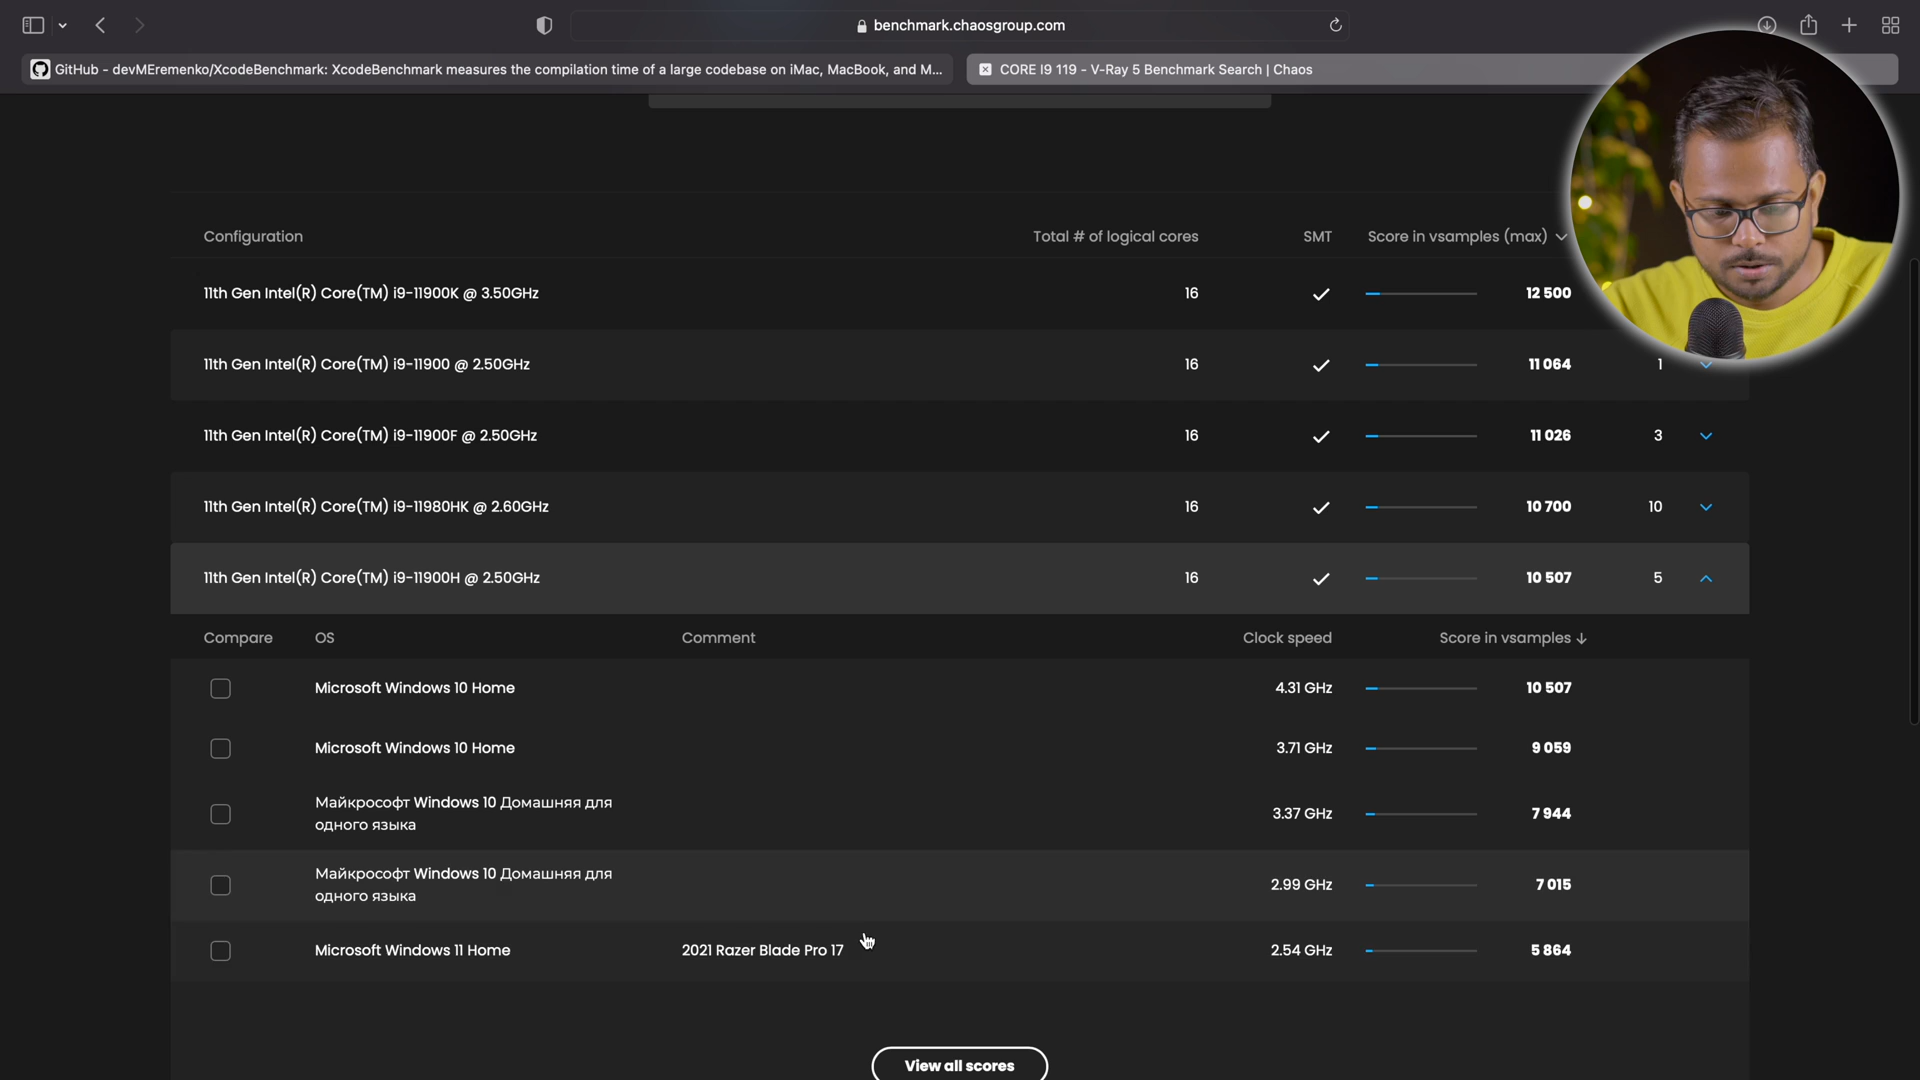 benchmark.chaosgroup.com
GitHub - devMEremenko/XcodeBenchmark: XcodeBenchmark measures the compilation time of a large codebase on iMac, MacBook, and M...
CORE I9 119 - V-Ray 5 Benchmark Search | Chaos
Configuration Total # of logical cores SMT Score in vsamples (max)
11th Gen Intel(R) Core(TM) i9-11900K @ 3.50GHz 16 12 500
11th Gen Intel(R) Core(TM) i9-11900 @ 2.50GHz 16 11 064 1
11th Gen Intel(R) Core(TM) i9-11900F @ 2.50GHz 16 11 026 3
11th Gen Intel(R) Core(TM) i9-11980HK @ 2.60GHz 16 10 700 10
11th Gen Intel(R) Core(TM) i9-11900H @ 2.50GHz 16 10 507 5
Compare OS Comment Clock speed Score in vsamples ↓
Microsoft Windows 10 Home 4.31 GHz 10 507
Microsoft Windows 10 Home 3.71 GHz 9 059
Майкрософт Windows 10 Домашняя для
одного языка 3.37 GHz 7 944
Майкрософт Windows 10 Домашняя для
одного языка 2.99 GHz 7 015
Microsoft Windows 11 Home 2021 Razer Blade Pro 17 2.54 GHz 5 864
View all scores